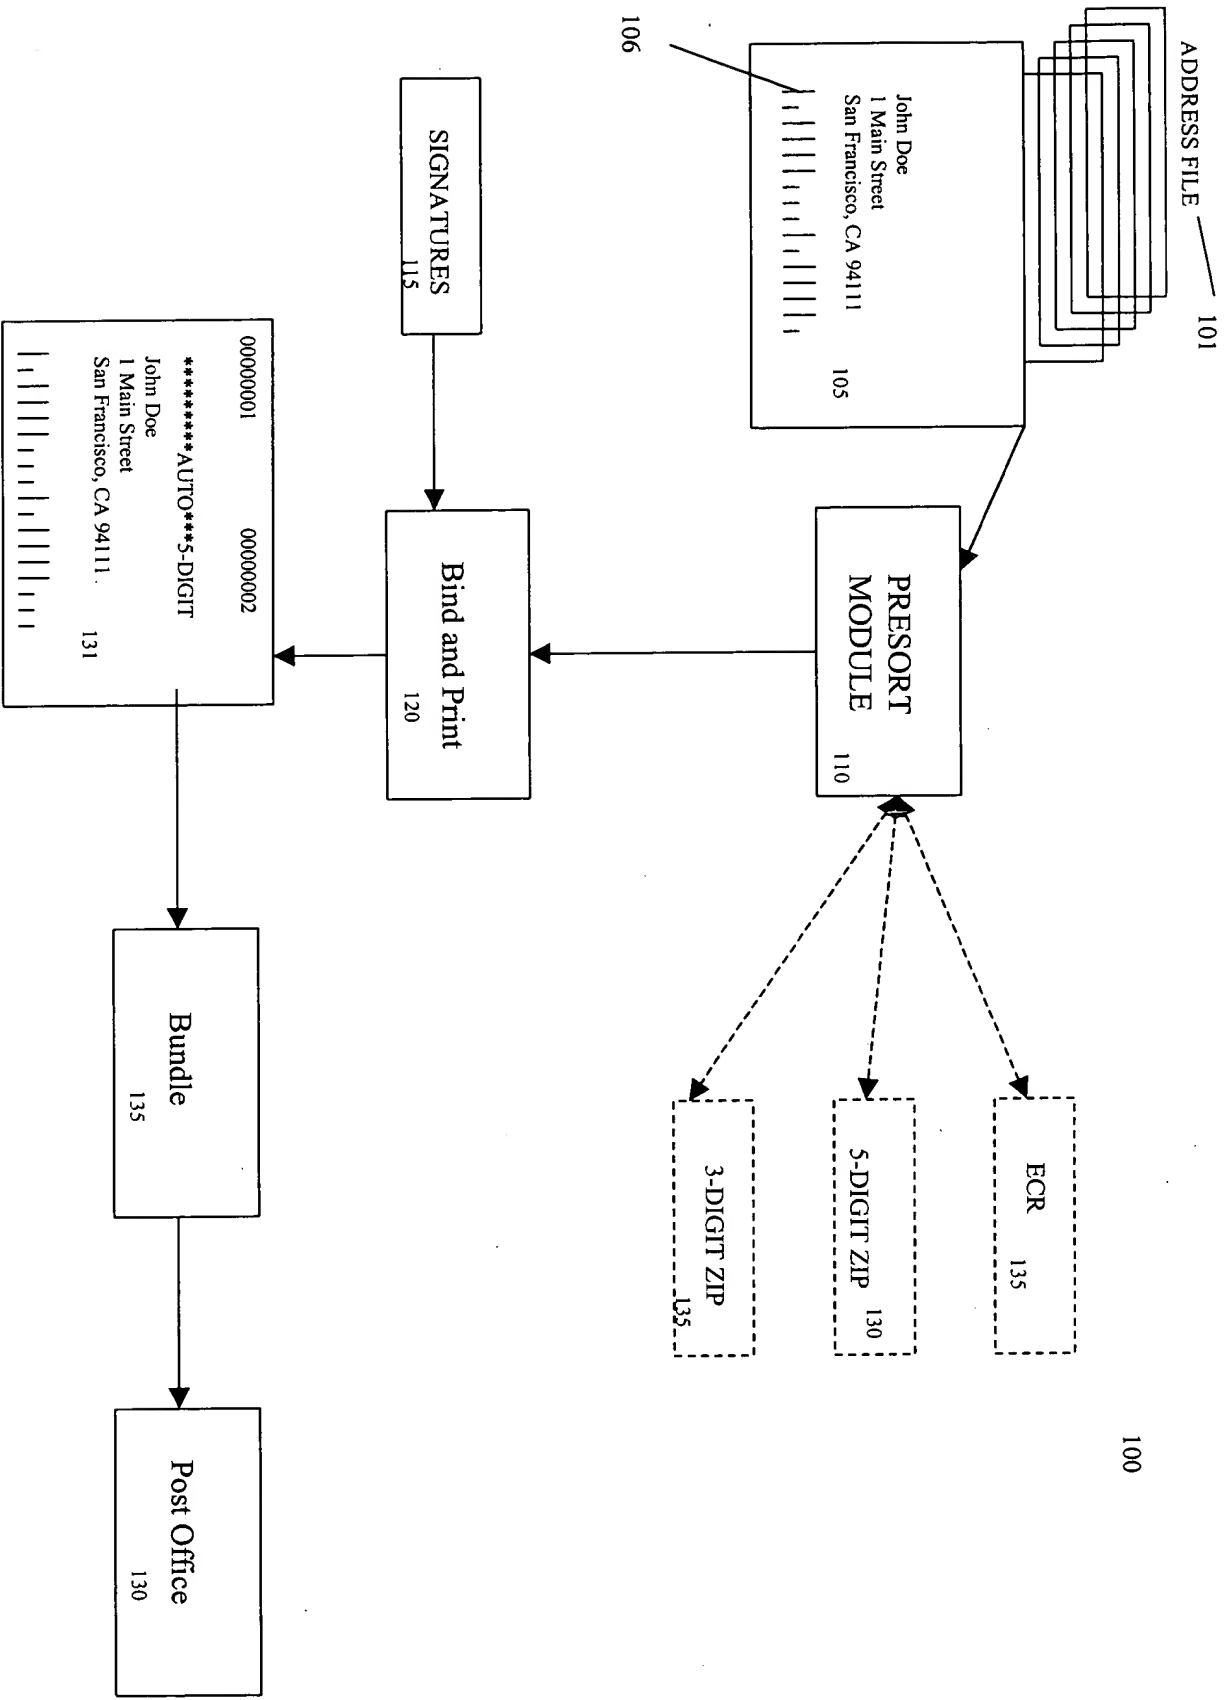 100
ADDRESS FILE
101
John Doe
1 Main Street
San Francisco, CA 94111
105
106
PRESORT
MODULE
110
ECR
135
5-DIGIT ZIP
130
3-DIGIT ZIP
135
SIGNATURES
115
Bind and Print
120
00000001 00000002
*********AUTO***5-DIGIT
John Doe
1 Main Street
San Francisco, CA 94111
131
Bundle
135
Post Office
130